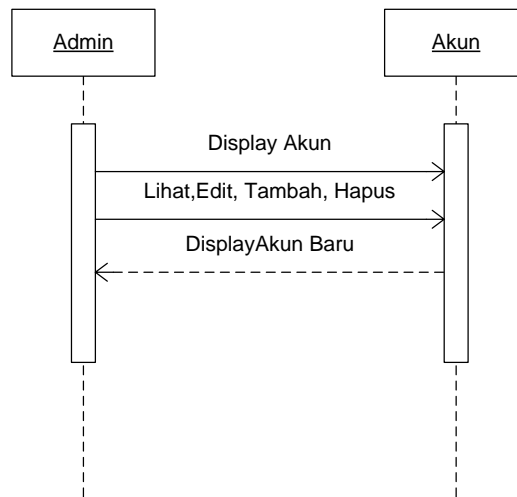 Admin
Akun
Display Akun
Lihat,Edit, Tambah, Hapus
DisplayAkun Baru